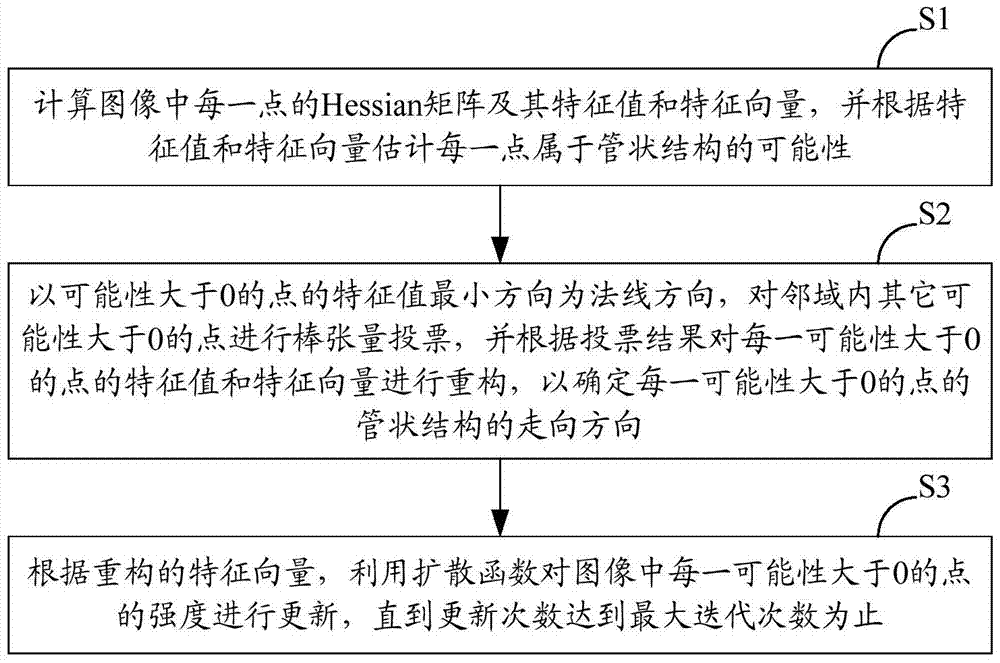 S1
计算图像中每一点的Hessian矩阵及其特征值和特征向量，并根据特
征值和特征向量估计每一点属于管状结构的可能性
S2
以可能性大于0的点的特征值最小方向为法线方向，对邻域内其它可
能性大于0的点进行棒张量投票，并根据投票结果对每一可能性大于0
的点的特征值和特征向量进行重构，以确定每一可能性大于0的点的
管状结构的走向方向
S3
根据重构的特征向量，利用扩散函数对图像中每一可能性大于0的点
的强度进行更新，直到更新次数达到最大迭代次数为止